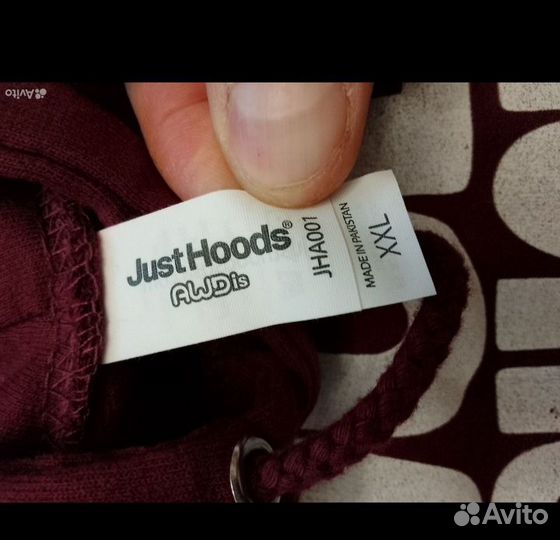 Avito
JustHoods®
AWDis
JHA001
MADE IN PAKISTAN
XXL
Avito